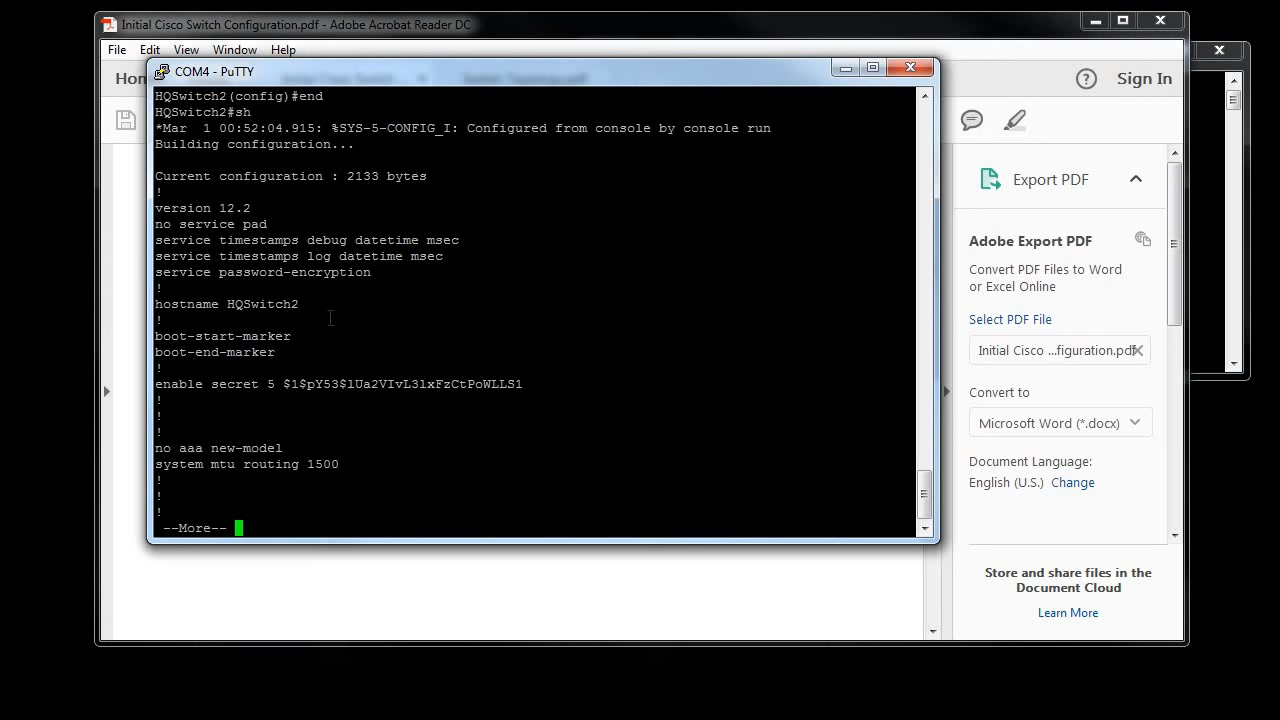 Initial Cisco Switch Configuration.pdf - Adobe Acrobat Reader DC
File Edit View Window Help
Sign In
COM4 - PuTTY
HQSwitch2(config)#end
HQSwitch2#sh
*Mar  1 00:52:04.915: %SYS-5-CONFIG_I: Configured from console by console run
Building configuration...
Current configuration : 2133 bytes
!
version 12.2
no service pad
service timestamps debug datetime msec
service timestamps log datetime msec
service password-encryption
!
hostname HQSwitch2
!
boot-start-marker
boot-end-marker
!
enable secret 5 $1$pY53$lUa2VIvL3lxFzCtPoWLLS1
!
!
!
no aaa new-model
system mtu routing 1500
!
!
!
--More--
Export PDF
Adobe Export PDF
Convert PDF Files to Word
or Excel Online
Select PDF File
Initial Cisco ...figuration.pdf
Convert to
Microsoft Word (*.docx)
Document Language:
English (U.S.) Change
Store and share files in the
Document Cloud
Learn More